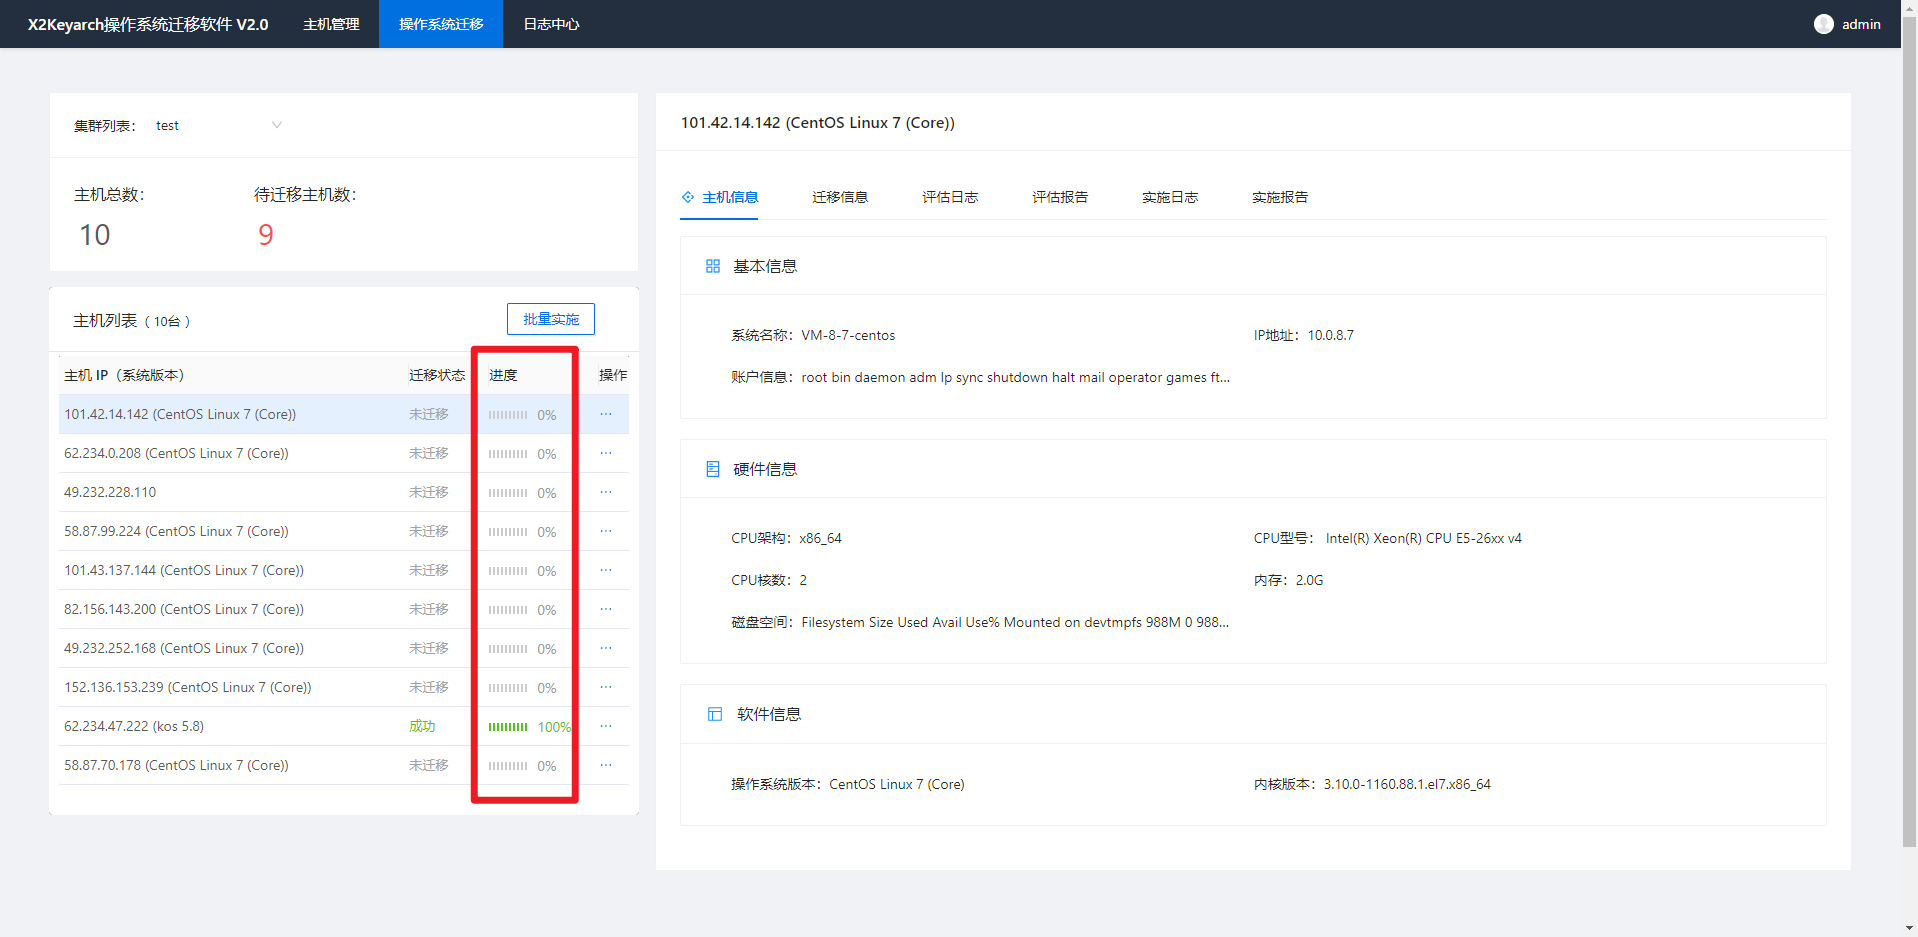 X2Keyarch操作系统迁移软件 V2.0 主机管理 操作系统迁移 日志中心 admin
集群列表： test
主机总数： 待迁移主机数：
10 9
主机列表（ 10台 ） 批量实施
主机 IP（系统版本） 迁移状态 进度 操作
101.42.14.142 (CentOS Linux 7 (Core)) 未迁移 0% ...
62.234.0.208 (CentOS Linux 7 (Core)) 未迁移 0% ...
49.232.228.110 未迁移 0% ...
58.87.99.224 (CentOS Linux 7 (Core)) 未迁移 0% ...
101.43.137.144 (CentOS Linux 7 (Core)) 未迁移 0% ...
82.156.143.200 (CentOS Linux 7 (Core)) 未迁移 0% ...
49.232.252.168 (CentOS Linux 7 (Core)) 未迁移 0% ...
152.136.153.239 (CentOS Linux 7 (Core)) 未迁移 0% ...
62.234.47.222 (kos 5.8) 成功 100% ...
58.87.70.178 (CentOS Linux 7 (Core)) 未迁移 0% ...
101.42.14.142 (CentOS Linux 7 (Core))
主机信息 迁移信息 评估日志 评估报告 实施日志 实施报告
基本信息
系统名称：VM-8-7-centos IP地址：10.0.8.7
账户信息：root bin daemon adm lp sync shutdown halt mail operator games ft...
硬件信息
CPU架构：x86_64 CPU型号： Intel(R) Xeon(R) CPU E5-26xx v4
CPU核数：2 内存：2.0G
磁盘空间：Filesystem Size Used Avail Use% Mounted on devtmpfs 988M 0 988...
软件信息
操作系统版本：CentOS Linux 7 (Core) 内核版本：3.10.0-1160.88.1.el7.x86_64